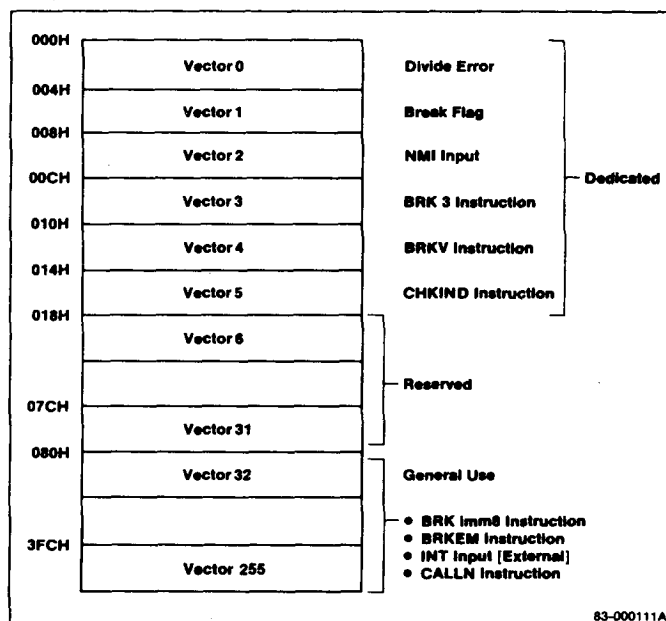 000H
Vector 0 Divide Error
004H
Vector 1 Break Flag
008H
Vector 2 NMI Input
00CH Dedicated
Vector 3 BRK 3 Instruction
010H
Vector 4 BRKV Instruction
014H
Vector 5 CHKIND Instruction
018H
Vector 6
Reserved
07CH
Vector 31
080H
Vector 32 General Use
• BRK imm8 Instruction
• BRKEM Instruction
3FCH • INT Input [External]
Vector 255 • CALLN Instruction
83-000111A